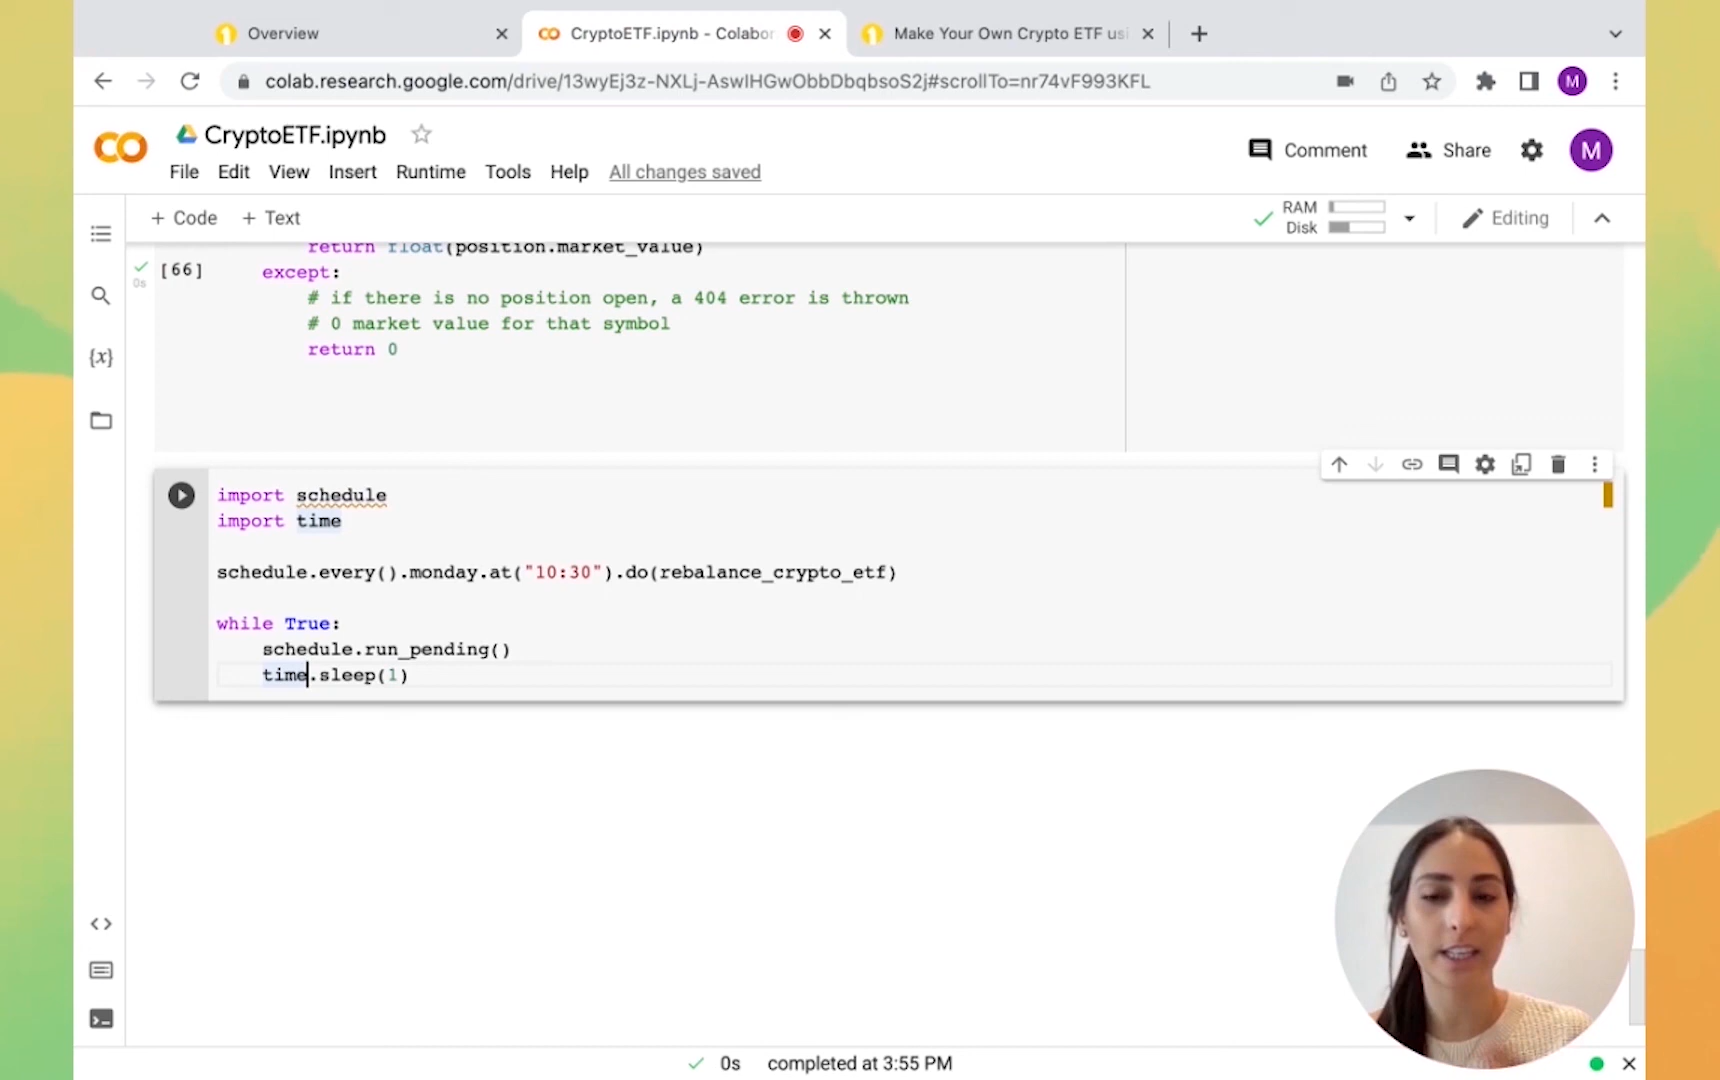 Overview
CryptoETF.ipynb - Colabor
Make Your Own Crypto ETF usi
colab.research.google.com/drive/13wyEj3z-NXLj-AswIHGwObbDbqbsoS2j#scrollTo=nr74vF993KFL
M
CryptoETF.ipynb
Comment
Share
M
File Edit View Insert Runtime Tools Help All changes saved
+ Code + Text
RAM
Disk
Editing
return float(position.market_value)
[66] except:
0s
# if there is no position open, a 404 error is thrown
# 0 market value for that symbol
return 0
{x}
import schedule
import time
schedule.every().monday.at("10:30").do(rebalance_crypto_etf)
while True:
schedule.run_pending()
time.sleep(1)
0s completed at 3:55 PM